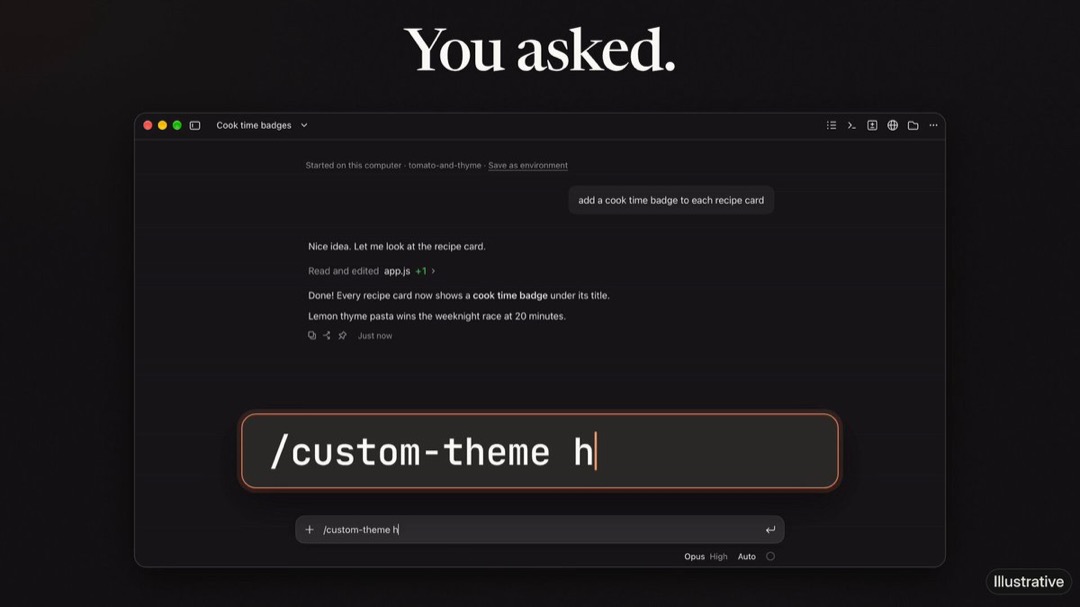 You asked.
Cook time badges
Started on this computer · tomato-and-thyme · Save as environment
add a cook time badge to each recipe card
Nice idea. Let me look at the recipe card.
Read and edited app.js +1 >
Done! Every recipe card now shows a cook time badge under its title.
Lemon thyme pasta wins the weeknight race at 20 minutes.
Just now
/custom-theme h
/custom-theme h
Opus High Auto
Illustrative